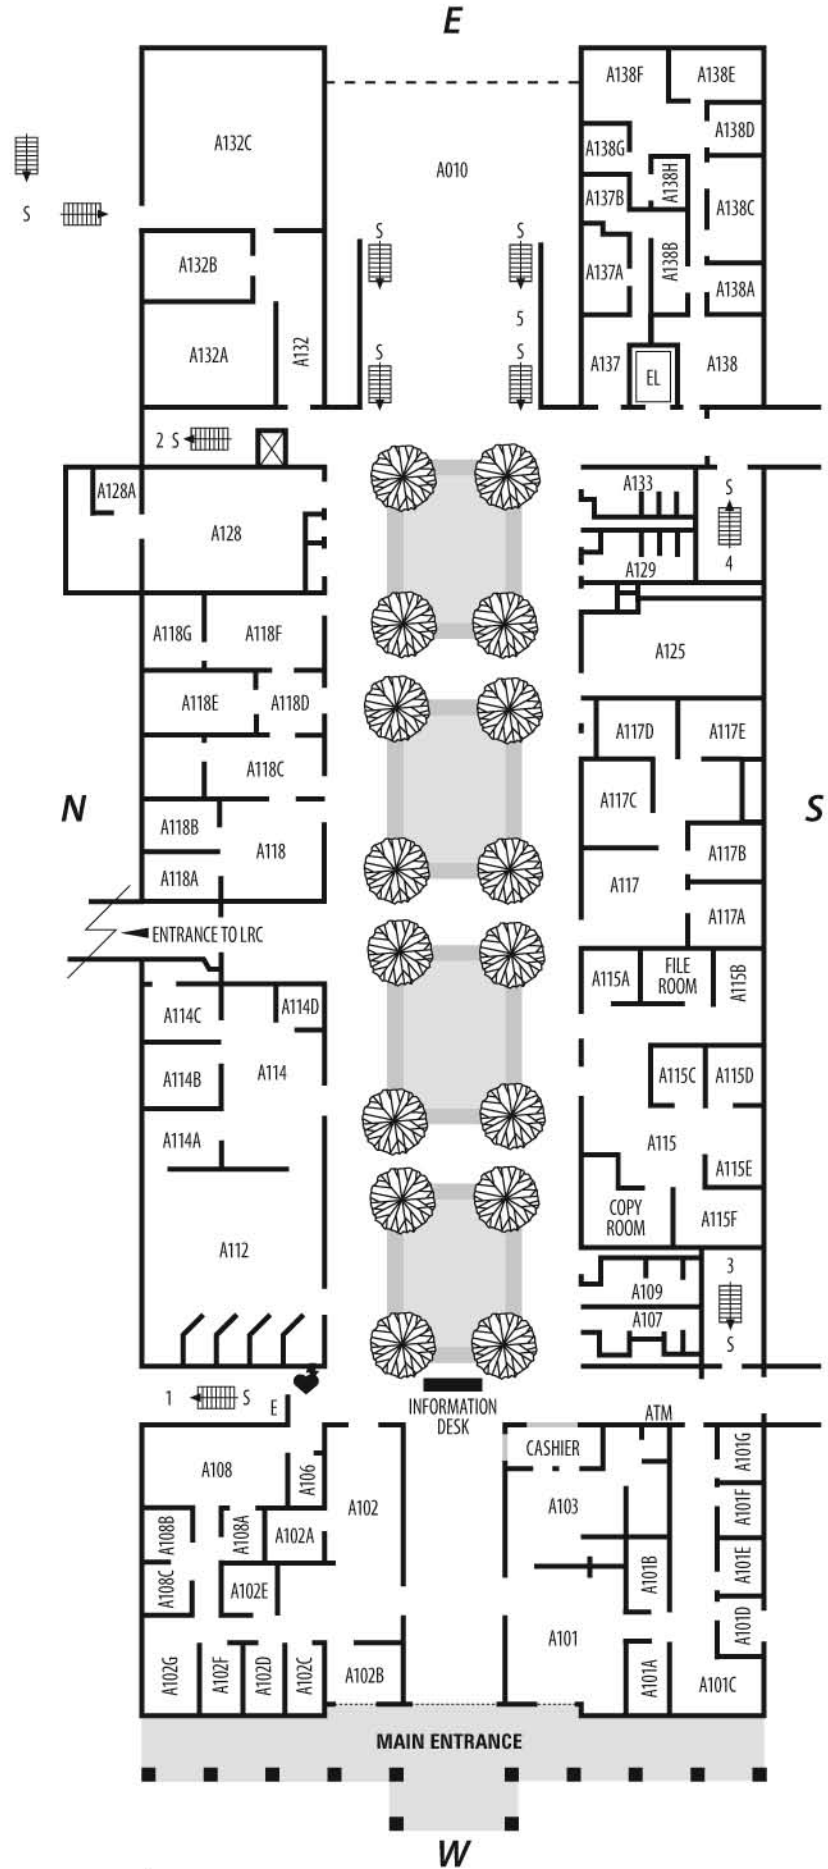 E
A138F
A138E
A138D
A132C
A138G
A010
A138H
A137B
A138C
S
S
S
A132B
A138B
A137A
A138A
5
A132
S
S
A132A
A137
EL
A138
2 S
A128A
A133
S
A128
4
A129
A118G
A118F
A125
A118E
A118D
A117D
A117E
A118C
A117C
N
S
A118B
A118
A117B
A118A
A117
A117A
ENTRANCE TO LRC
A115A
FILE
ROOM
A115B
A114C
A114D
A114
A114B
A115C
A115D
A114A
A115
A115E
COPY
ROOM
A115F
A112
3
A109
A107
S
1
S
E
INFORMATION
DESK
ATM
CASHIER
A101G
A108
A106
A102
A103
A101F
A108B
A108A
A102A
A101E
A108C
A102E
A101B
A101D
A101
A102G
A102F
A102D
A102C
A102B
A101A
A101C
MAIN ENTRANCE
W